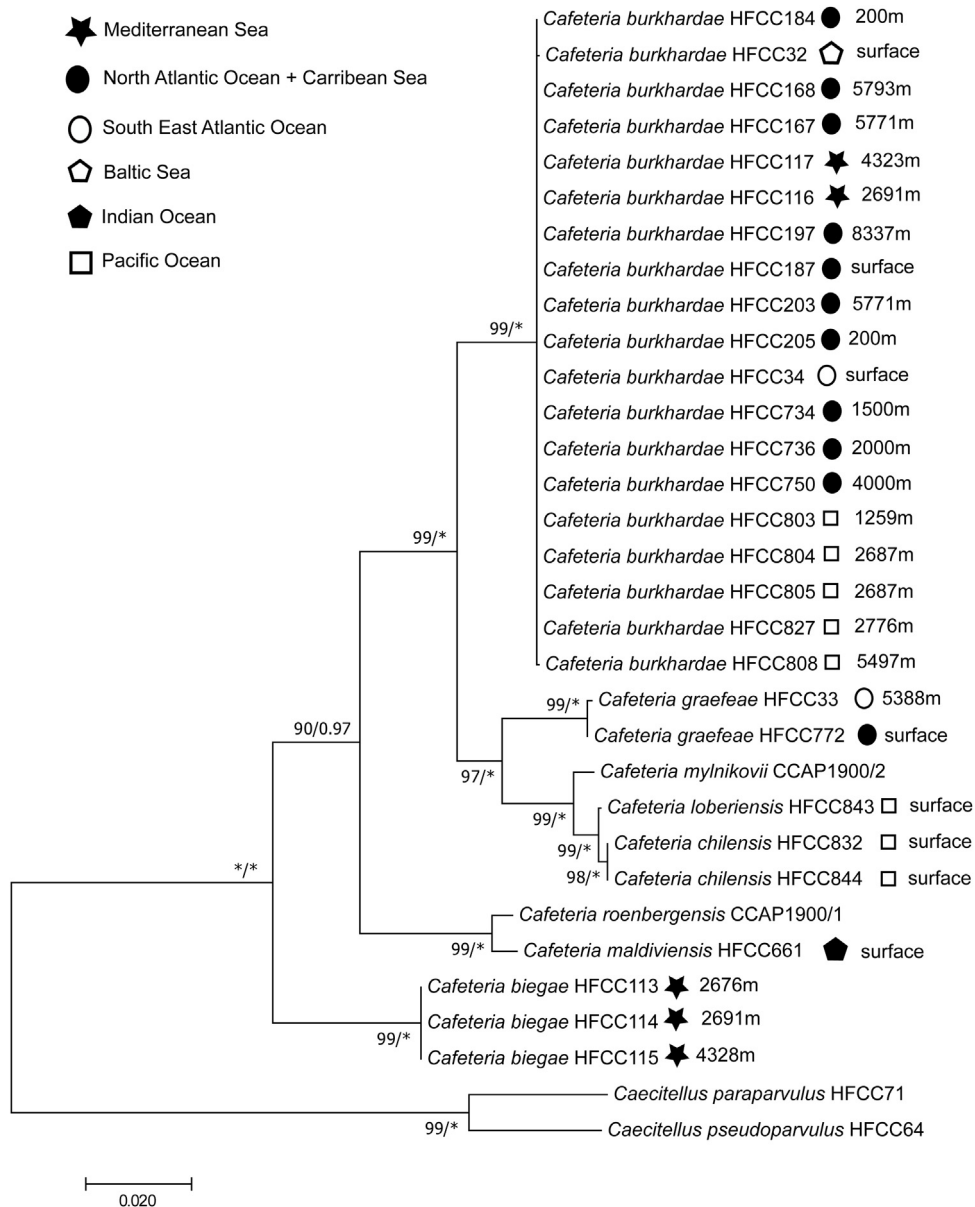 Mediterranean Sea
North Atlantic Ocean + Carribean Sea
South East Atlantic Ocean
Baltic Sea
Indian Ocean
Pacific Ocean
Cafeteria burkhardae HFCC184 200m
Cafeteria burkhardae HFCC32 surface
Cafeteria burkhardae HFCC168 5793m
Cafeteria burkhardae HFCC167 5771m
Cafeteria burkhardae HFCC117 4323m
Cafeteria burkhardae HFCC116 2691m
Cafeteria burkhardae HFCC197 8337m
Cafeteria burkhardae HFCC187 surface
Cafeteria burkhardae HFCC203 5771m
Cafeteria burkhardae HFCC205 200m
99/*
Cafeteria burkhardae HFCC34 surface
Cafeteria burkhardae HFCC734 1500m
Cafeteria burkhardae HFCC736 2000m
Cafeteria burkhardae HFCC750 4000m
Cafeteria burkhardae HFCC803 1259m
99/*
Cafeteria burkhardae HFCC804 2687m
Cafeteria burkhardae HFCC805 2687m
Cafeteria burkhardae HFCC827 2776m
Cafeteria burkhardae HFCC808 5497m
99/*
Cafeteria graefeae HFCC33 5388m
90/0.97
Cafeteria graefeae HFCC772 surface
97/*
Cafeteria mylnikovii CCAP1900/2
Cafeteria loberiensis HFCC843 surface
99/*
Cafeteria chilensis HFCC832 surface
99/*
98/*
Cafeteria chilensis HFCC844 surface
*/*
Cafeteria roenbergensis CCAP1900/1
99/*
Cafeteria maldiviensis HFCC661 surface
Cafeteria biegae HFCC113 2676m
Cafeteria biegae HFCC114 2691m
99/*
Cafeteria biegae HFCC115 4328m
Caecitellus paraparvulus HFCC71
99/*
Caecitellus pseudoparvulus HFCC64
0.020